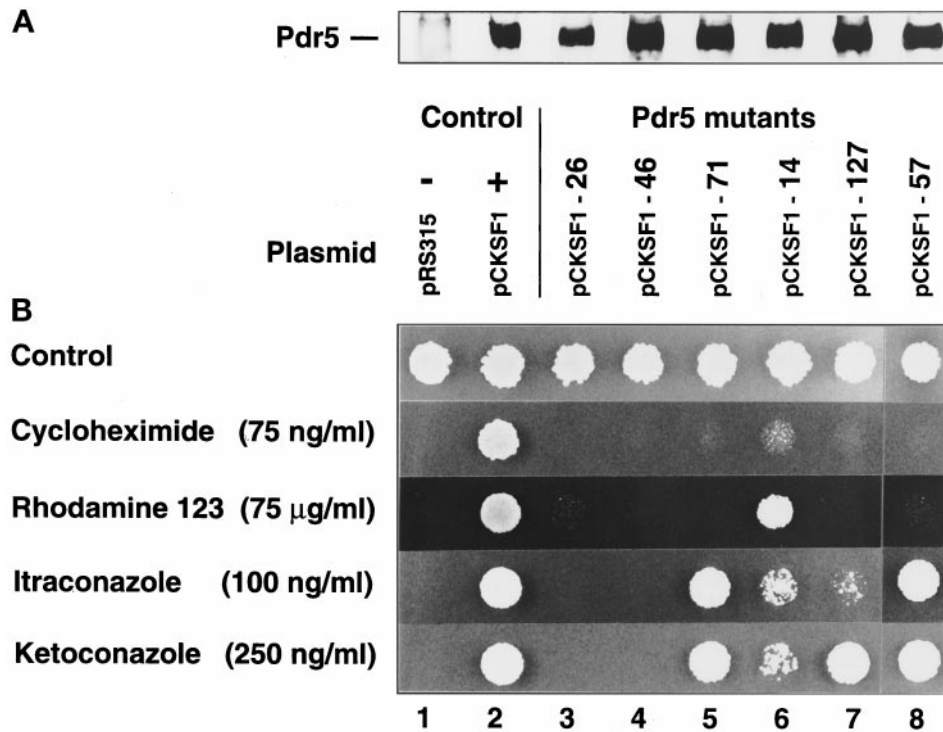 A
Pdr5 —
Control
Pdr5 mutants
Plasmid
-
pRS315
+
pCKSF1
pCKSF1 - 26
pCKSF1 - 46
pCKSF1 - 71
pCKSF1 - 14
pCKSF1 - 127
pCKSF1 - 57
B
Control
Cycloheximide (75 ng/ml)
Rhodamine 123 (75 μg/ml)
Itraconazole (100 ng/ml)
Ketoconazole (250 ng/ml)
1 2 3 4 5 6 7 8